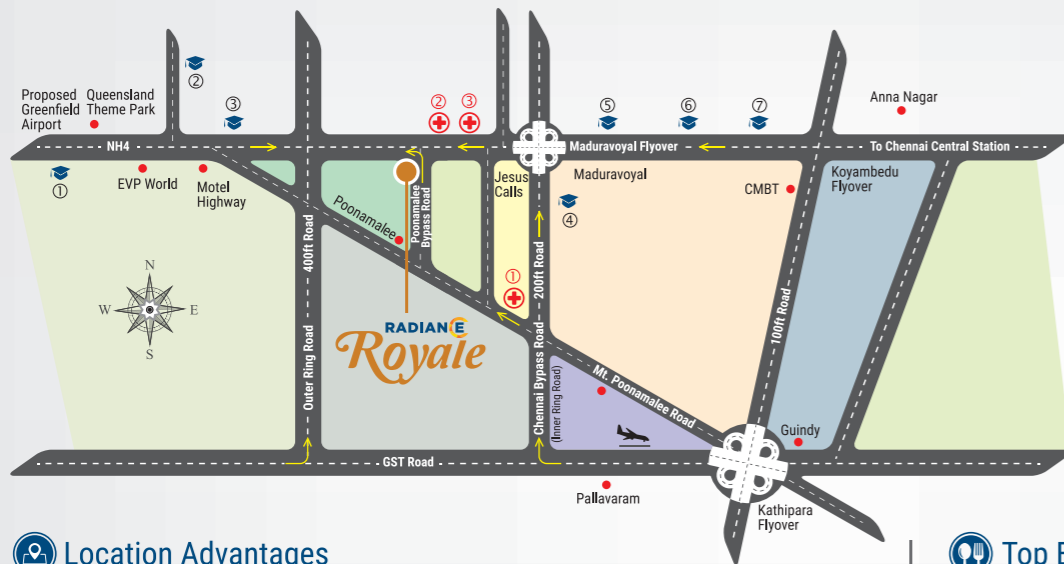 ②
Proposed
Greenfield
Airport
Queensland
Theme Park
③
②
③
⑤
⑥
⑦
Anna Nagar
NH4
Maduravoyal Flyover
To Chennai Central Station
①
EVP World
Motel
Highway
Poonamalee
Poonamalee
Bypass Road
Jesus
Calls
Maduravoyal
④
CMBT
Koyambedu
Flyover
400ft Road
200ft Road
100ft Road
①
N
W
E
S
RADIANCE
Royale
Outer Ring Road
Chennai Bypass Road
(Inner Ring Road)
Mt. Poonamalee Road
Guindy
GST Road
Pallavaram
Kathipara
Flyover
Location Advantages
Top E